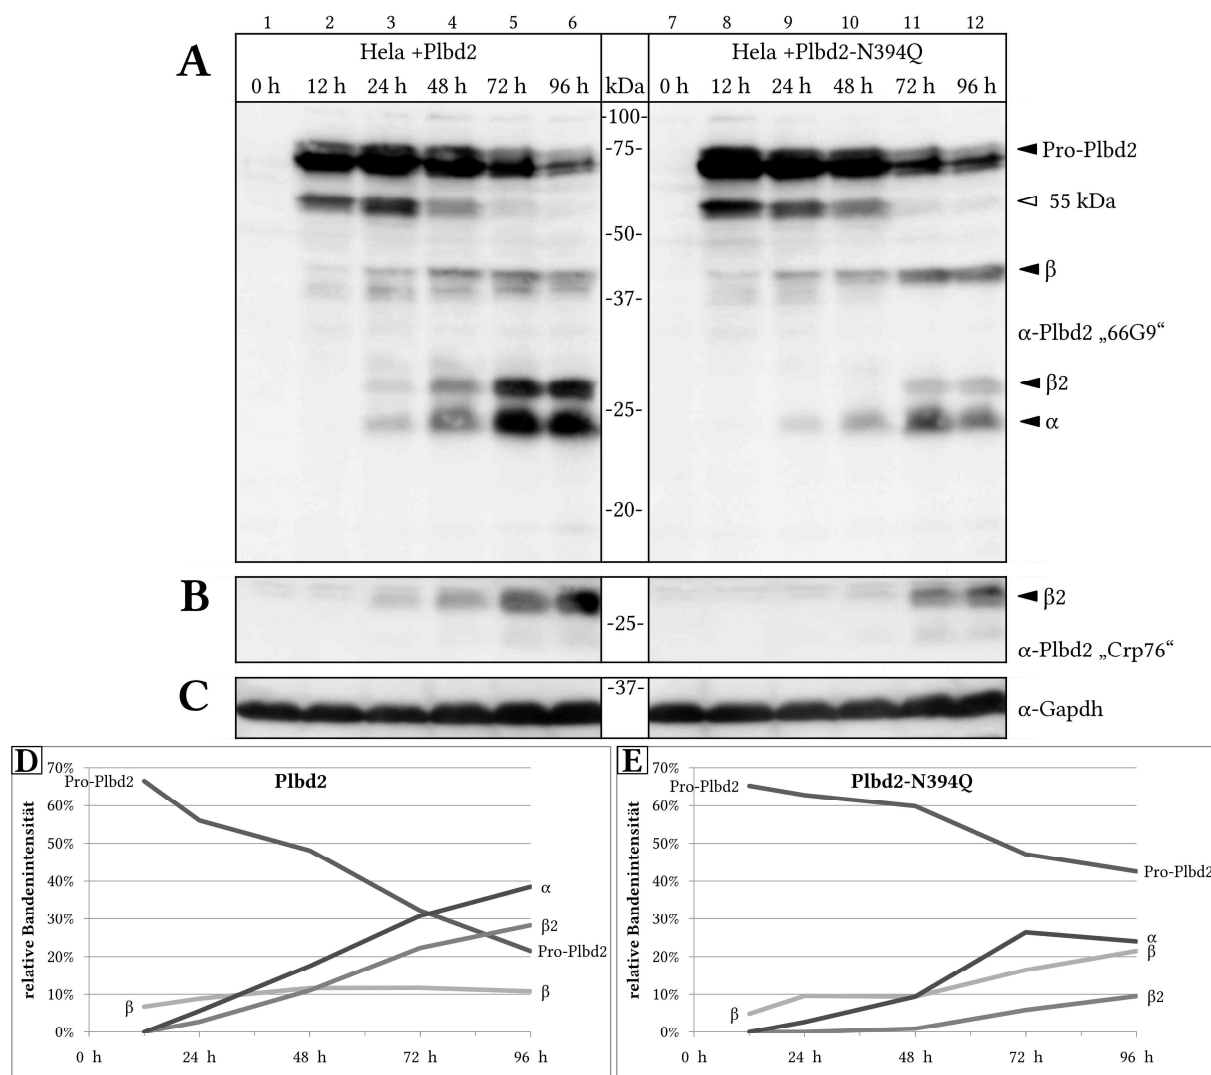 1 2 3 4 5 6 7 8 9 10 11 12
A
Hela +Plbd2 Hela +Plbd2-N394Q
0 h 12 h 24 h 48 h 72 h 96 h kDa 0 h 12 h 24 h 48 h 72 h 96 h
-100-
-75- Pro-Plbd2
55 kDa
-50-
β
-37-
α-Plbd2 „66G9“
β2
-25-
α
-20-
B
β2
-25-
α-Plbd2 „Crp76“
C
-37-
α-Gapdh
D
Plbd2
relative Bandenintensität
70%
60%
50%
40%
30%
20%
10%
0%
Pro-Plbd2
β
α
β2
Pro-Plbd2
β
0 h 24 h 48 h 72 h 96 h
E
Plbd2-N394Q
relative Bandenintensität
70%
60%
50%
40%
30%
20%
10%
0%
Pro-Plbd2
β
Pro-Plbd2
α
β
β2
0 h 24 h 48 h 72 h 96 h